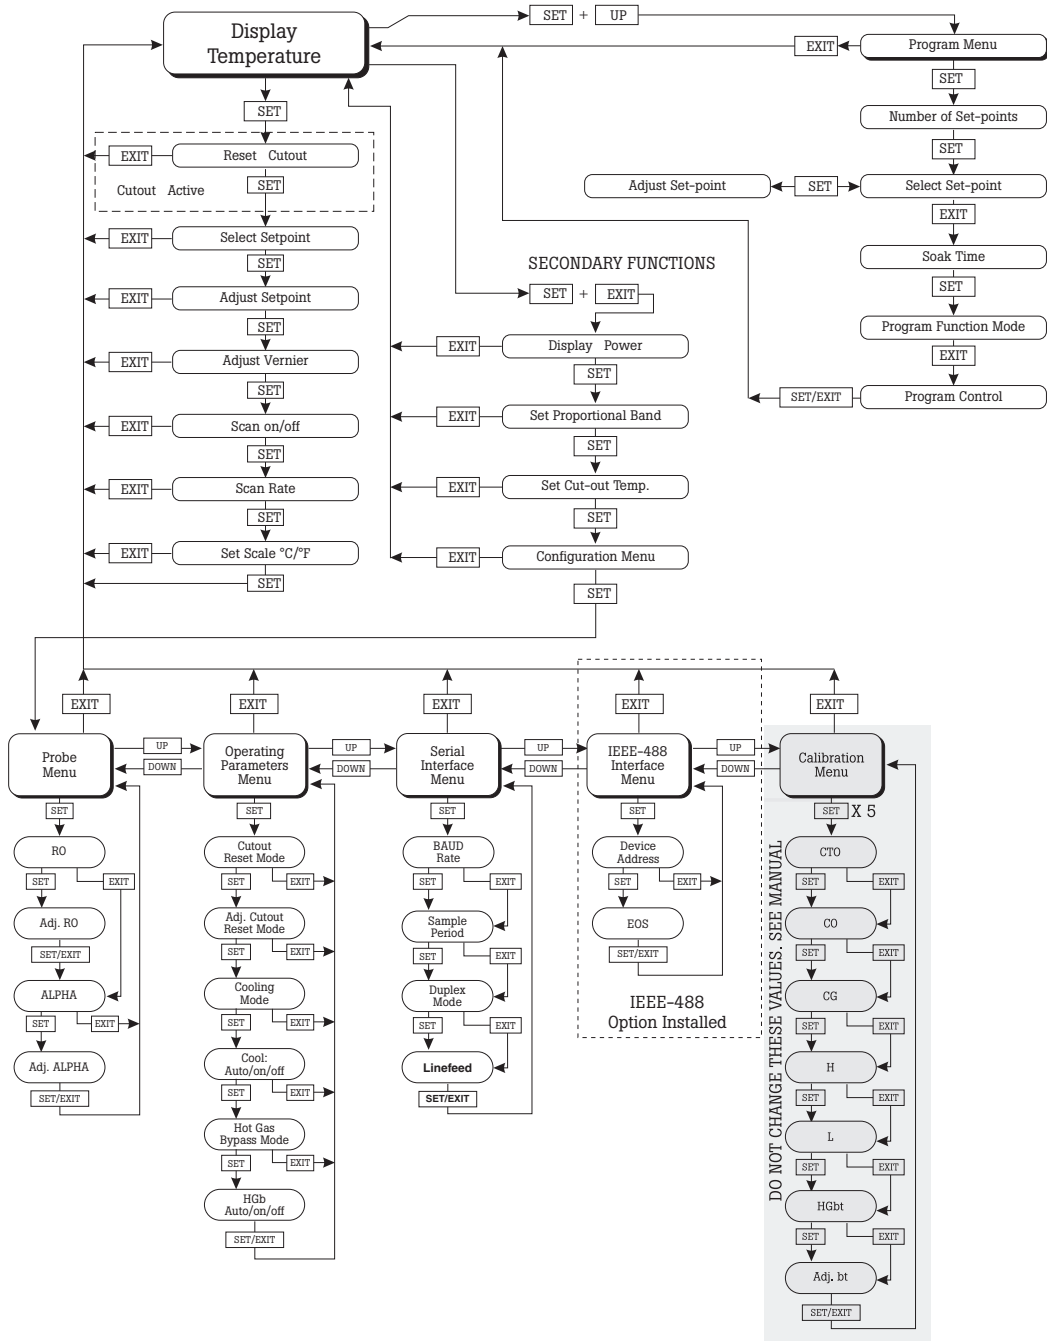 Display
Temperature
SET + UP
EXIT
Program Menu
SET
Number of Set-points
SET
Adjust Set-point
SET
Select Set-point
EXIT
Soak Time
SET
Program Function Mode
EXIT
SET/EXIT
Program Control
SET
EXIT
Reset Cutout
Cutout Active
SET
EXIT
Select Setpoint
SET
EXIT
Adjust Setpoint
SET
EXIT
Adjust Vernier
SET
EXIT
Scan on/off
SET
EXIT
Scan Rate
SET
EXIT
Set Scale °C/°F
SET
SECONDARY FUNCTIONS
SET + EXIT
EXIT
Display Power
SET
EXIT
Set Proportional Band
SET
EXIT
Set Cut-out Temp.
SET
EXIT
Configuration Menu
SET
EXIT
Probe
Menu
UP
DOWN
SET
RO
SET
EXIT
Adj. RO
SET/EXIT
ALPHA
SET
EXIT
Adj. ALPHA
SET/EXIT
EXIT
Operating
Parameters
Menu
UP
DOWN
SET
Cutout
Reset Mode
SET
EXIT
Adj. Cutout
Reset Mode
SET
EXIT
Cooling
Mode
SET
EXIT
Cool:
Auto/on/off
SET
EXIT
Hot Gas
Bypass Mode
SET
EXIT
HGb
Auto/on/off
SET/EXIT
EXIT
Serial
Interface
Menu
UP
DOWN
SET
BAUD
Rate
SET
EXIT
Sample
Period
SET
EXIT
Duplex
Mode
SET
EXIT
Linefeed
SET/EXIT
EXIT
IEEE-488
Interface
Menu
UP
DOWN
SET
Device
Address
SET
EXIT
EOS
SET/EXIT
IEEE-488
Option Installed
EXIT
Calibration
Menu
SET X 5
DO NOT CHANGE THESE VALUES. SEE MANUAL
CTO
SET
EXIT
CO
SET
EXIT
CG
SET
EXIT
H
SET
EXIT
L
SET
EXIT
HGbt
SET
EXIT
Adj. bt
SET/EXIT